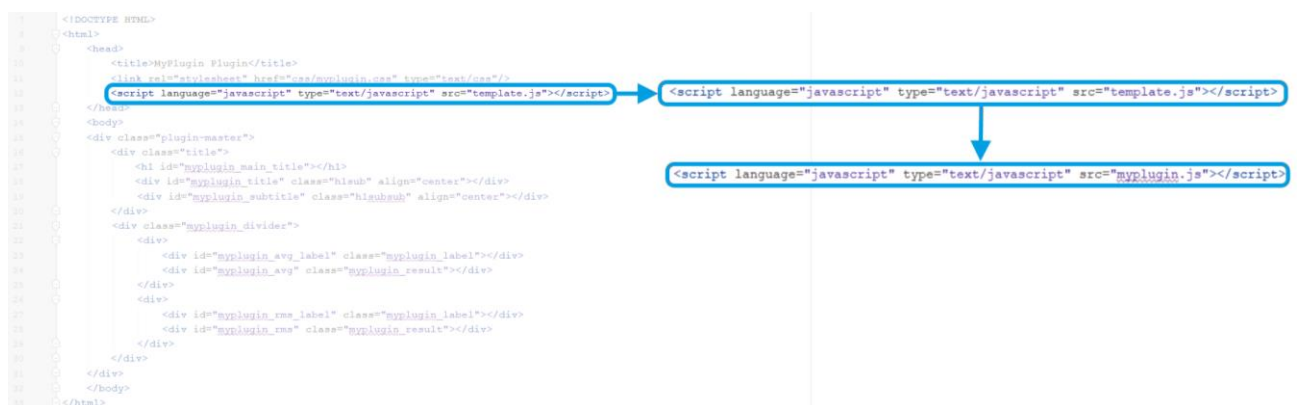 <!DOCTYPE HTML>
<html>
<head>
<title>MyPlugin Plugin</title>
<link rel="stylesheet" href="css/myplugin.css" type="text/css"/>
<script language="javascript" type="text/javascript" src="template.js"></script>
</head>
<body>
<div class="plugin-master">
<div class="title">
<h1 id="myplugin_main_title"></h1>
<div id="myplugin_title" class="h1sub" align="center"></div>
<div id="myplugin_subtitle" class="h1subsub" align="center"></div>
</div>
<div class="myplugin_divider">
<div>
<div id="myplugin_avg_label" class="myplugin_label"></div>
<div id="myplugin_avg" class="myplugin_result"></div>
</div>
<div>
<div id="myplugin_rms_label" class="myplugin_label"></div>
<div id="myplugin_rms" class="myplugin_result"></div>
</div>
</div>
</div>
</body>
</html>
<script language="javascript" type="text/javascript" src="template.js"></script>
<script language="javascript" type="text/javascript" src="myplugin.js"></script>